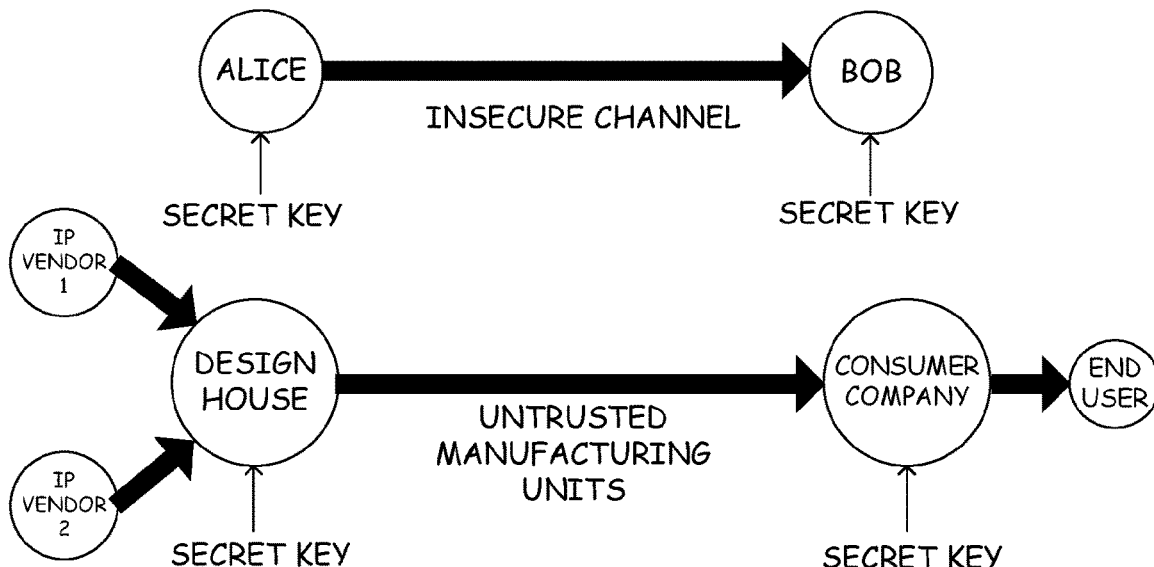 ALICE
BOB
INSECURE CHANNEL
SECRET KEY
SECRET KEY
IP
VENDOR
1
DESIGN
HOUSE
CONSUMER
COMPANY
END
USER
UNTRUSTED
MANUFACTURING
UNITS
IP
VENDOR
2
SECRET KEY
SECRET KEY